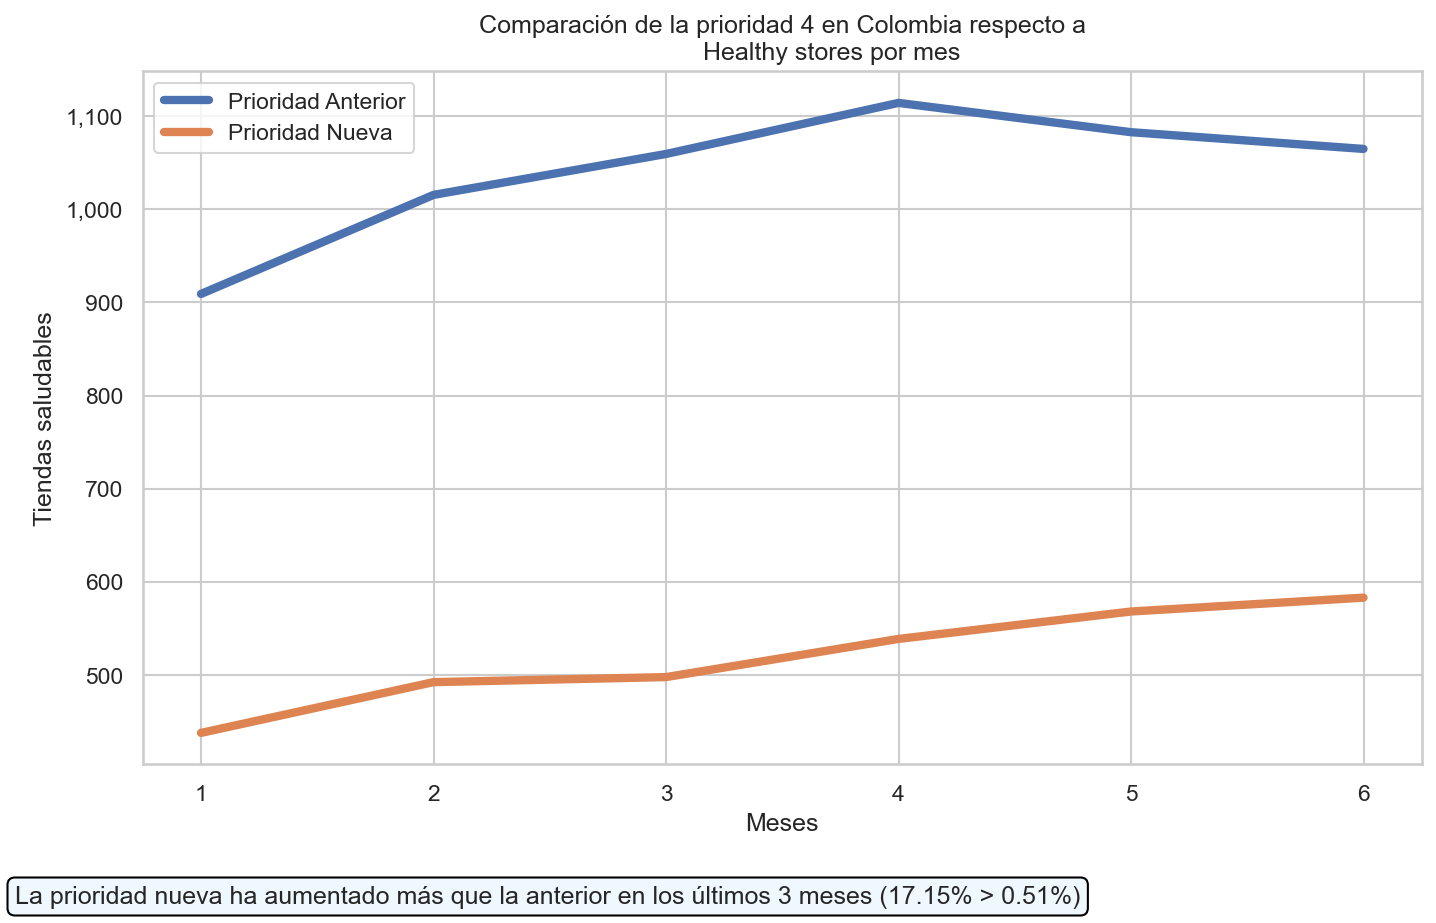 Comparación de la prioridad 4 en Colombia respecto a
Healthy stores por mes
Prioridad Anterior
Prioridad Nueva
1,100
1,000
900
800
700
600
500
Tiendas saludables
1 2 3 4 5 6
Meses
La prioridad nueva ha aumentado más que la anterior en los últimos 3 meses (17.15% > 0.51%)